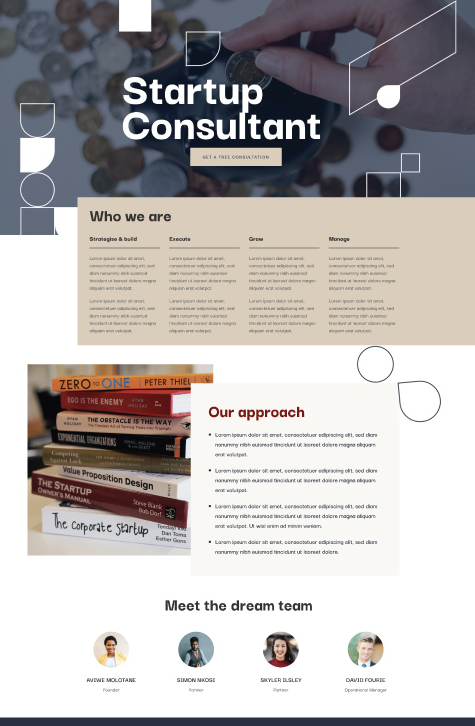 Startup
Consultant
GET A FREE CONSULTATION
Who we are
Strategise & build
Execute
Grow
Manage
Lorem ipsum dolor sit amet,
consectetuer adipiscing elit, sed
diam nonummy nibh euismod
tincidunt ut laoreet dolore magna
aliquam erat volutpat.
Lorem ipsum dolor sit amet,
consectetuer adipiscing elit, sed
diam nonummy nibh euismod
tincidunt ut laoreet dolore magna
aliquam erat volutpat.
Lorem ipsum dolor sit amet,
consectetuer adipiscing elit, sed
diam nonummy nibh euismod
tincidunt ut laoreet dolore magna
aliquam erat volutpat.
Lorem ipsum dolor sit amet,
consectetuer adipiscing elit, sed
diam nonummy nibh euismod
tincidunt ut laoreet dolore magna
aliquam erat volutpat.
Lorem ipsum dolor sit amet,
consectetuer adipiscing elit, sed
diam nonummy nibh euismod
tincidunt ut laoreet dolore magna
aliquam erat volutpat.
Lorem ipsum dolor sit amet,
consectetuer adipiscing elit, sed
diam nonummy nibh euismod
tincidunt ut laoreet dolore magna
aliquam erat volutpat.
Lorem ipsum dolor sit amet,
consectetuer adipiscing elit, sed
diam nonummy nibh euismod
tincidunt ut laoreet dolore magna
aliquam erat volutpat.
Lorem ipsum dolor sit amet,
consectetuer adipiscing elit, sed
diam nonummy nibh euismod
tincidunt ut laoreet dolore magna
aliquam erat volutpat.
ZERO TO ONE PETER THIEL
EGO IS THE ENEMY RYAN HOLIDAY
RYAN HOLIDAY THE OBSTACLE IS THE WAY
EXPONENTIAL ORGANIZATIONS
Competing
Against Luck
Value Proposition Design
THE STARTUP
OWNER'S MANUAL
Steve Blank
Bob Dorf
The corporate startup
Tendayi Viki
Dan Toma
Esther Gons
Our approach
• Lorem ipsum dolor sit amet, consectetuer adipiscing elit, sed diam
nonummy nibh euismod tincidunt ut laoreet dolore magna aliquam
erat volutpat.
• Lorem ipsum dolor sit amet, consectetuer adipiscing elit, sed diam
nonummy nibh euismod tincidunt ut laoreet dolore magna aliquam
erat volutpat.
• Lorem ipsum dolor sit amet, consectetuer adipiscing elit, sed diam
nonummy nibh euismod tincidunt ut laoreet dolore magna aliquam
erat volutpat. Ut wisi enim ad minim veniam.
• Lorem ipsum dolor sit amet, consectetuer adipiscing elit, sed diam
nonummy nibh euismod tincidunt ut laoreet dolore.
Meet the dream team
AVIWE MOLOTANE
Founder
SIMON NKOSI
SKYLER ILSLEY
Partner
DAVID FOURIE
Operational Manager